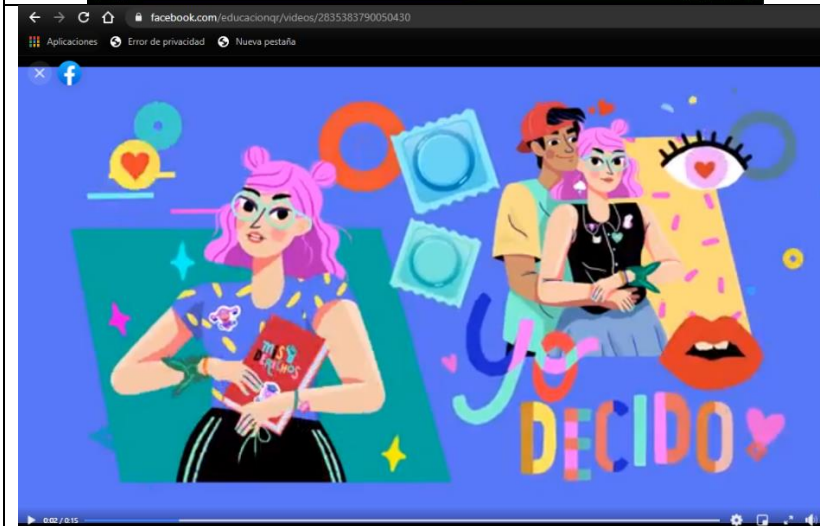 facebook.com/educacionqr/videos/2835383790050430
Aplicaciones Error de privacidad Nueva pestaña
MIS
DERECHOS
Yo
DECIDO
0:02 / 0:15